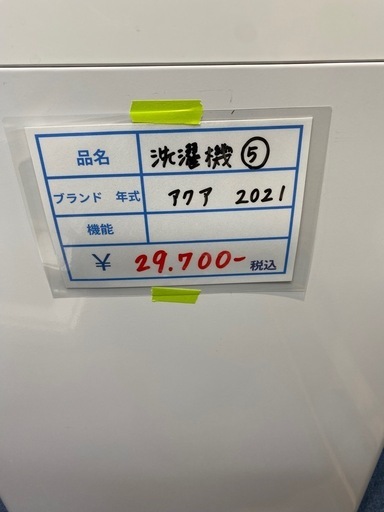 品名 洗濯機⑤
ブランド 年式 アクア 2021
機能
¥ 29.700- 税込